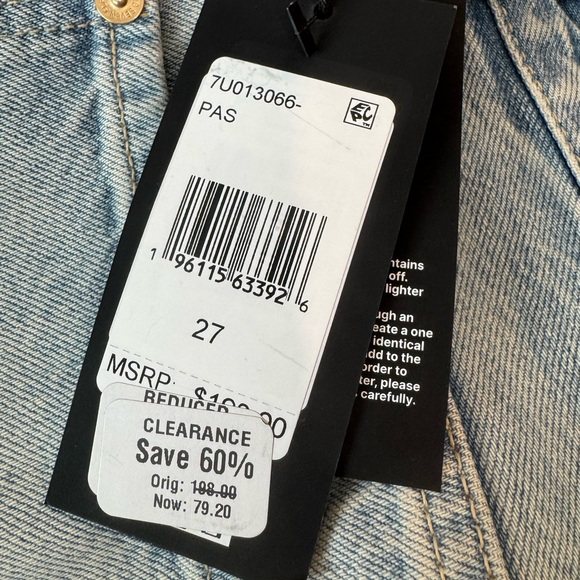 7U013066-
PAS
1 96115 63392 6
27
MSRP
REDUCED
CLEARANCE
Save 60%
Orig: 198.00
Now: 79.20
ntains
off.
lighter
ugh an
eate a one
identical
dd to the
order to
ter, please
carefully.